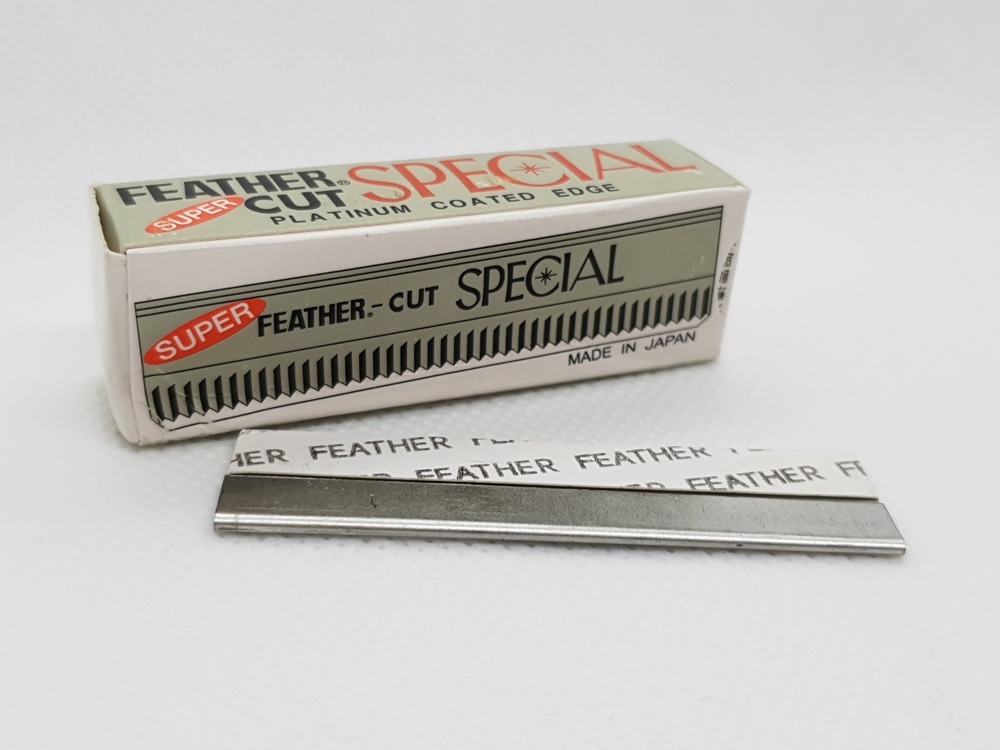 FEATHER®
SUPER CUT SPECIAL
PLATINUM COATED EDGE
SUPER FEATHER®-CUT SPECIAL
MADE IN JAPAN
FEATHER
FEATHER FEATHER FEATHER